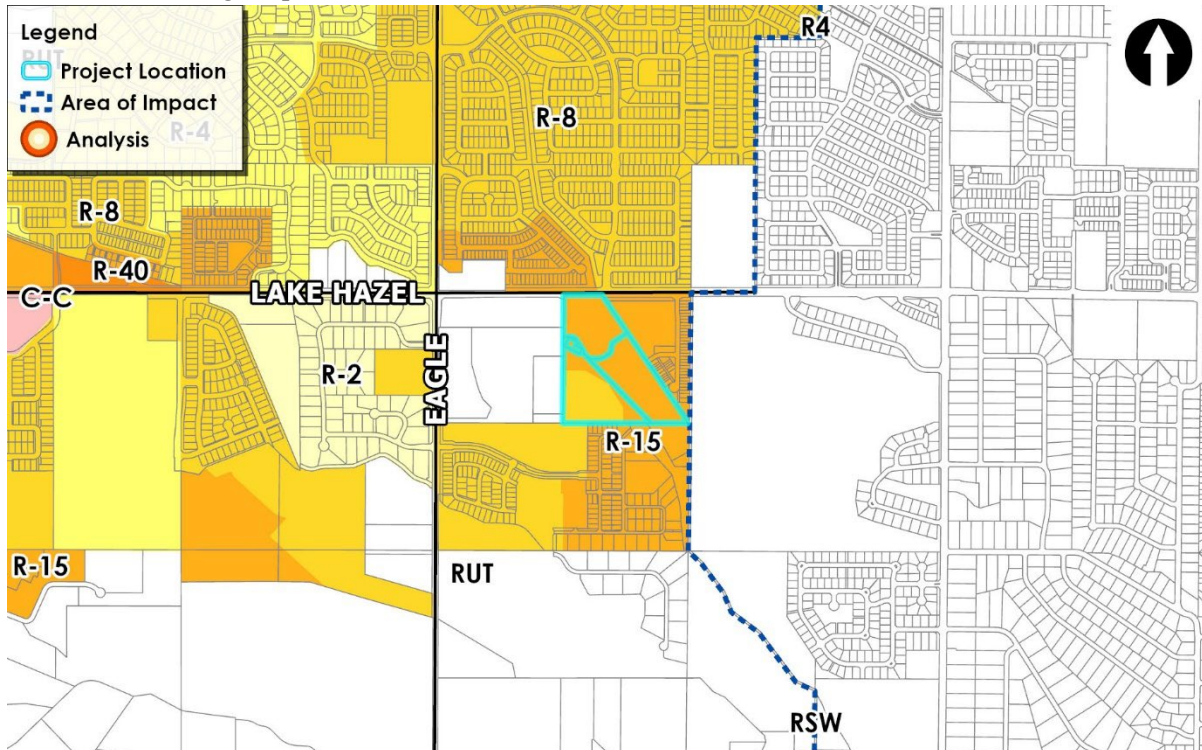 Legend
RUT
Project Location
Area of Impact
R-4
Analysis
R4
R-8
R-8
R-40
C-C
LAKE HAZEL
R-2
EAGLE
R-15
R-15
RUT
RSW